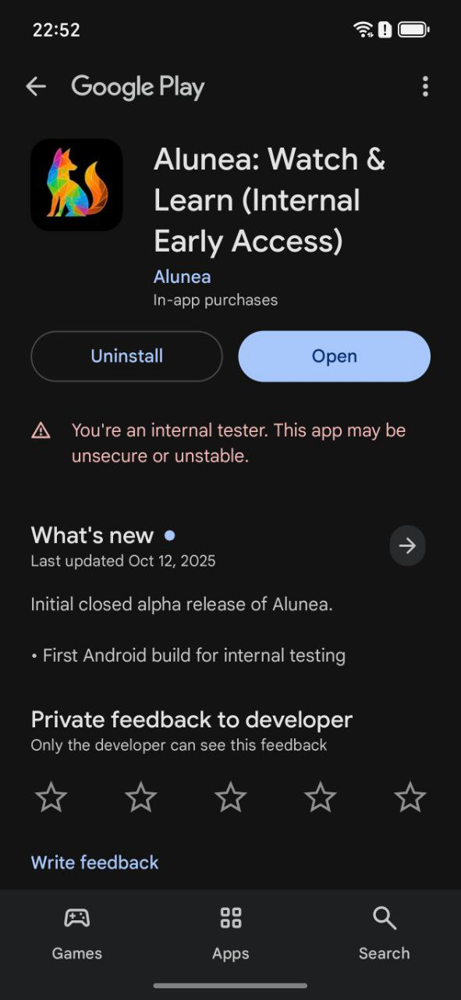 22:52
Google Play
Alunea: Watch &
Learn (Internal
Early Access)
Alunea
In-app purchases
Uninstall
Open
You're an internal tester. This app may be
unsecure or unstable.
What's new
Last updated Oct 12, 2025
Initial closed alpha release of Alunea.
• First Android build for internal testing
Private feedback to developer
Only the developer can see this feedback
Write feedback
Games
Apps
Search